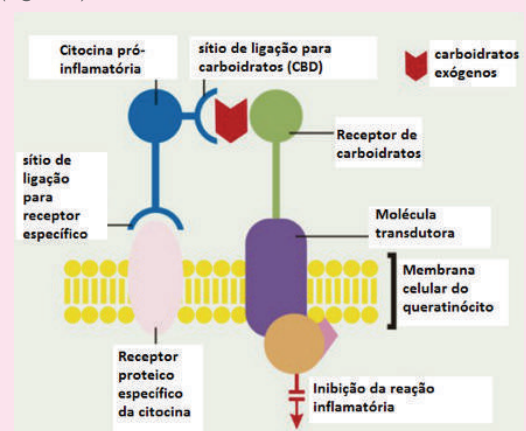 Citocina pró-
inflamatória
sítio de ligação para
carboidratos (CBD)
carboidratos
exógenos
Receptor de
carboidratos
sítio de
ligação
para
receptor
específico
Molécula
transdutora
Membrana
celular do
queratinócito
Receptor
proteico
específico
da citocina
Inibição da reação
inflamatória